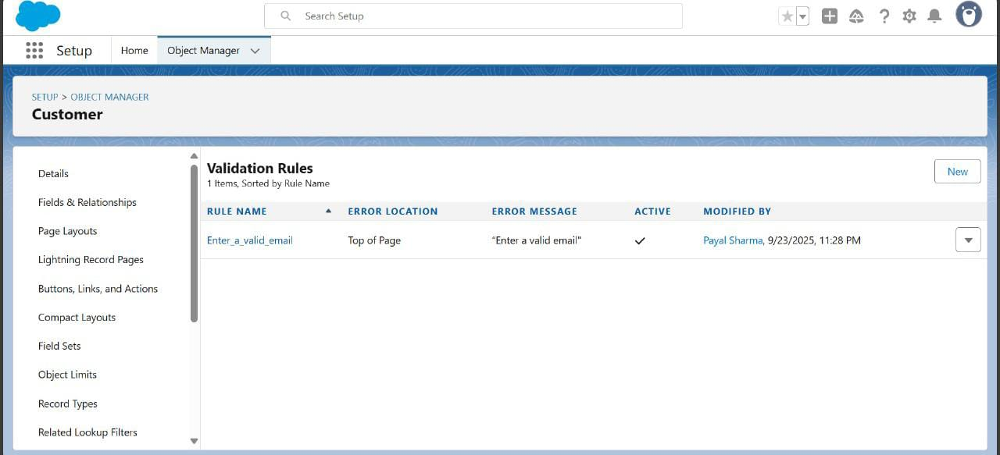 Search Setup
Setup
Home
Object Manager
SETUP > OBJECT MANAGER
Customer
Details
Fields & Relationships
Page Layouts
Lightning Record Pages
Buttons, Links, and Actions
Compact Layouts
Field Sets
Object Limits
Record Types
Related Lookup Filters
Validation Rules
1 Items, Sorted by Rule Name
New
RULE NAME ERROR LOCATION ERROR MESSAGE ACTIVE MODIFIED BY
Enter_a_valid_email Top of Page “Enter a valid email" Payal Sharma, 9/23/2025, 11:28 PM